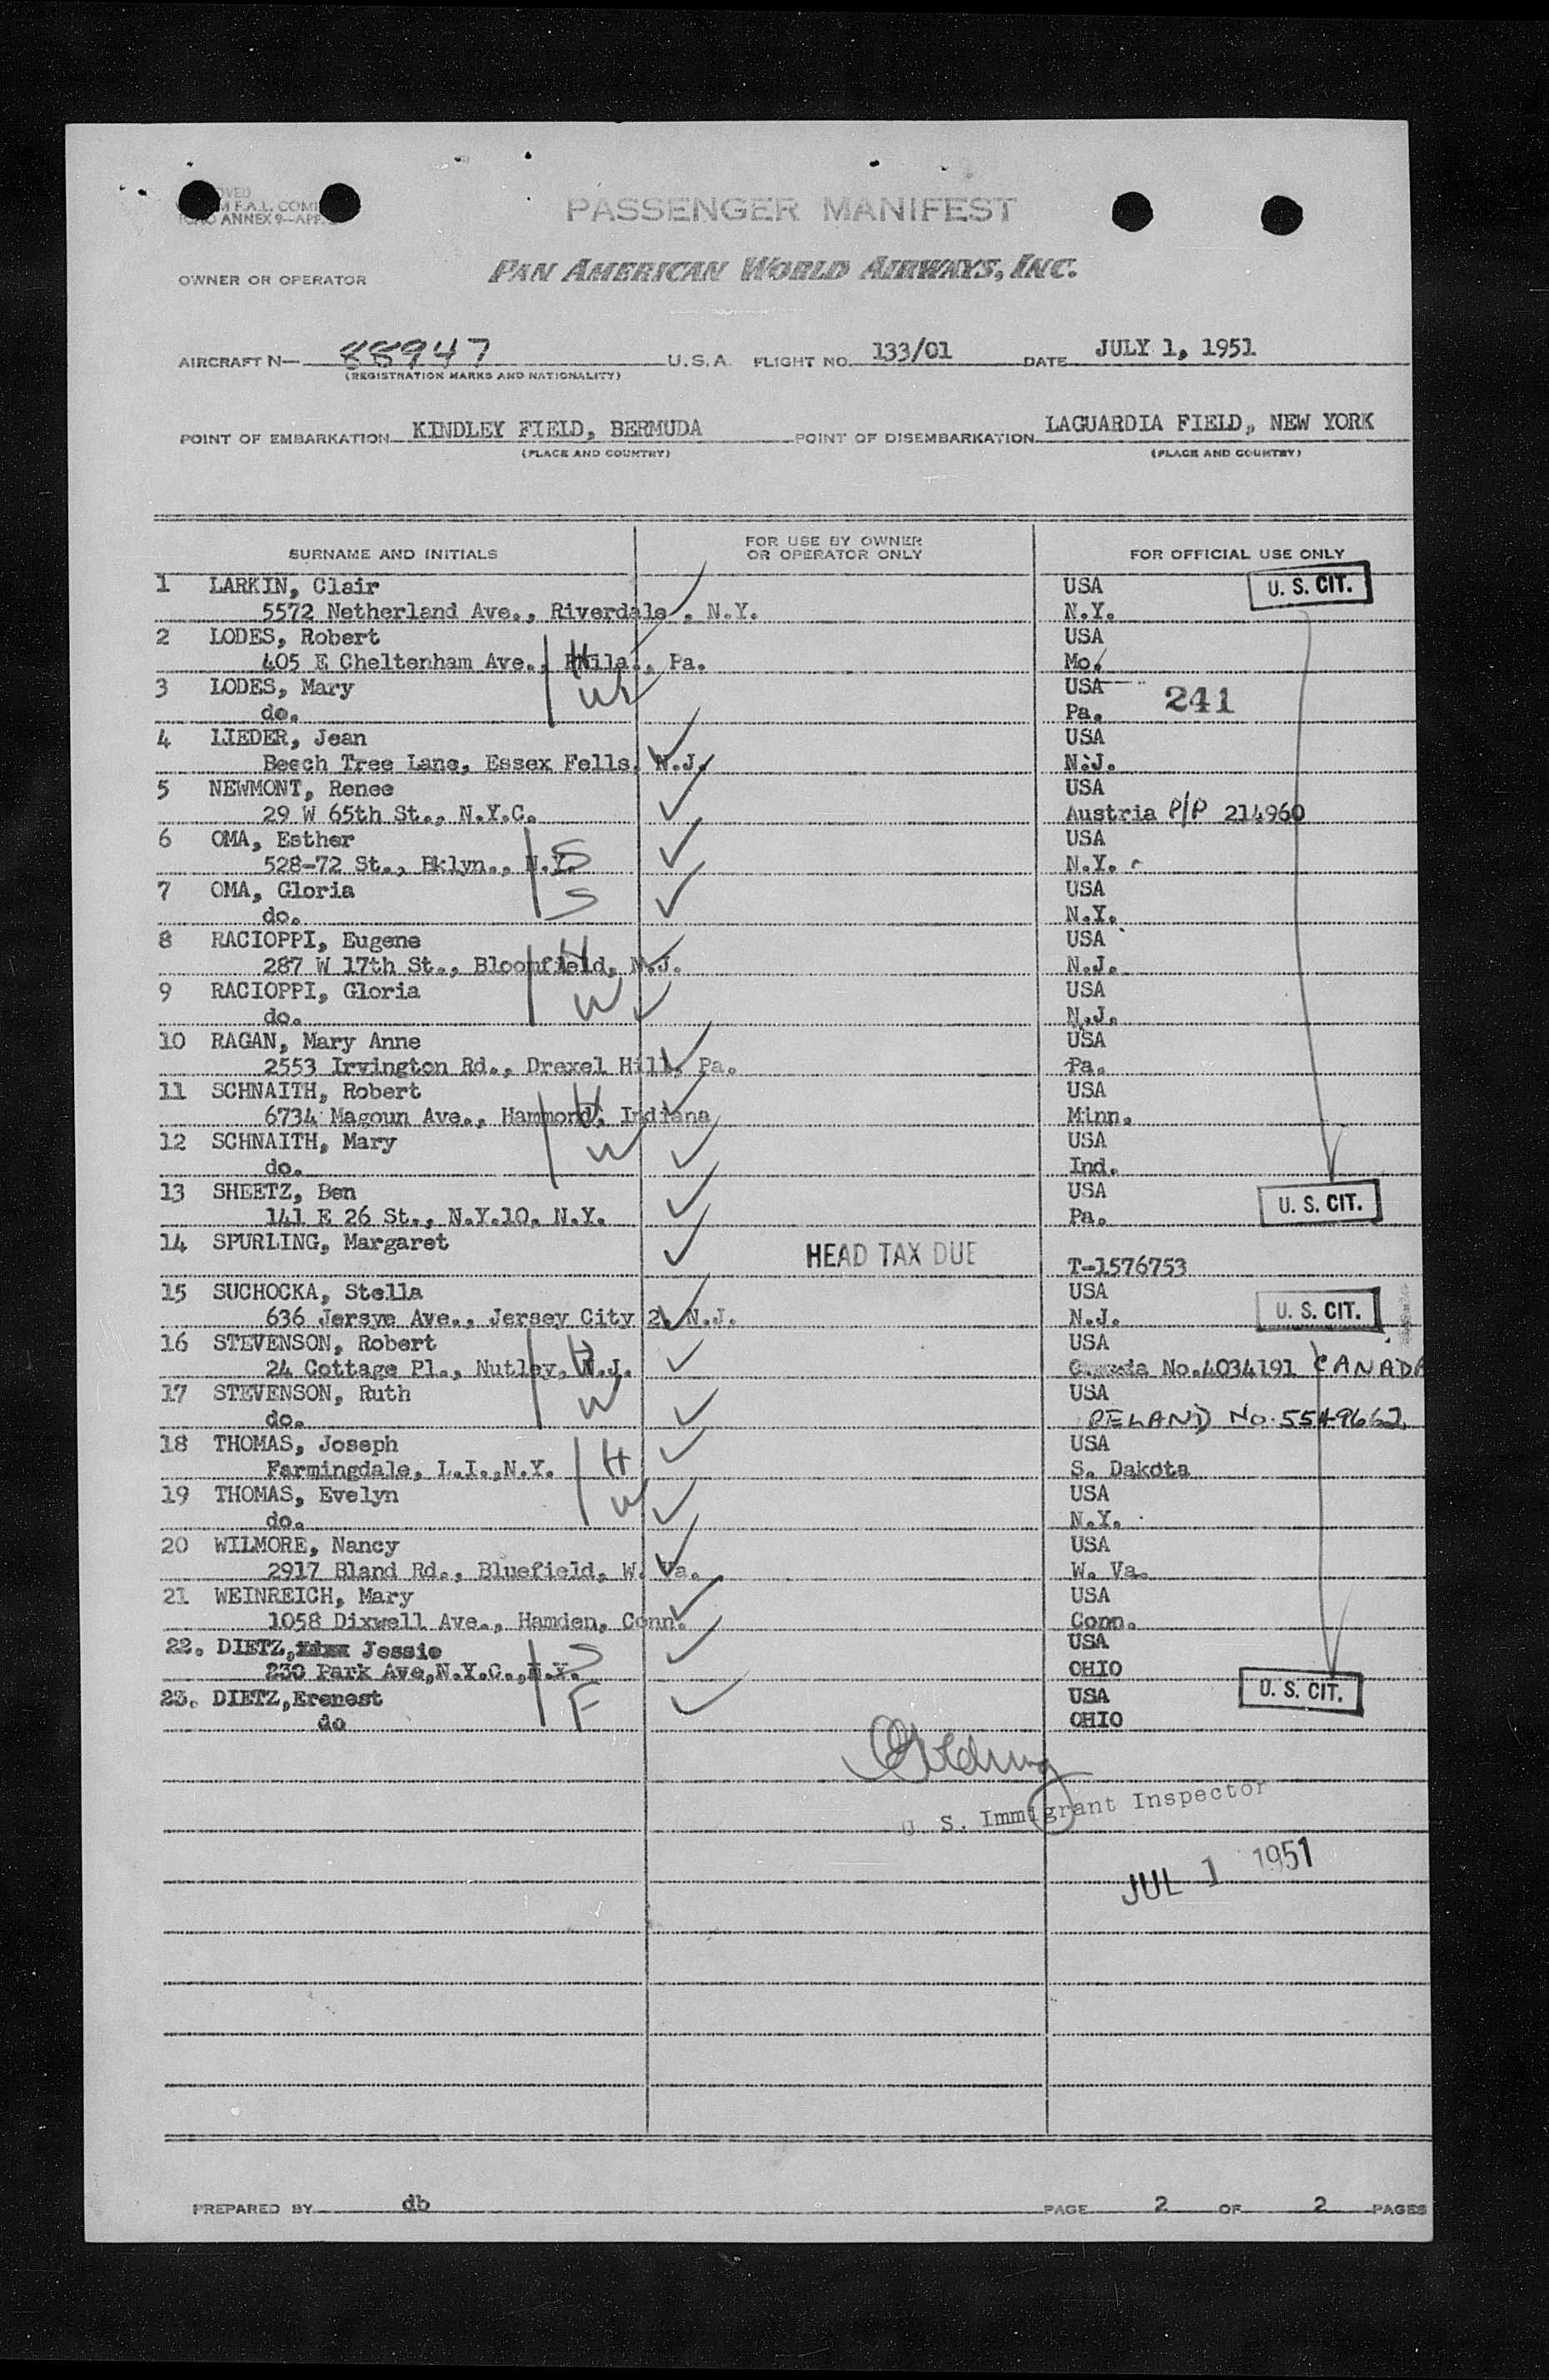 OVED
M F.A.L. COM
ANNEX 9—APP.
PASSENGER MANIFEST
OWNER OR OPERATOR
PAN AMERICAN WORLD AIRWAYS, INC.
AIRCRAFT N— 88947 U.S.A. FLIGHT NO. 133/01 DATE JULY 1, 1951
(REGISTRATION MARKS AND NATIONALITY)
POINT OF EMBARKATION KINDLEY FIELD, BERMUDA POINT OF DISEMBARKATION LAGUARDIA FIELD, NEW YORK
(PLACE AND COUNTRY) (PLACE AND COUNTRY)
SURNAME AND INITIALS FOR USE BY OWNER OR OPERATOR ONLY FOR OFFICIAL USE ONLY
1 LARKIN, Clair USA U. S. CIT.
5572 Netherland Ave., Riverdale, N.Y. N.Y.
2 LODES, Robert USA
405 E Cheltenham Ave., Phila., Pa. H Mo.
3 LODES, Mary W USA 241
do. Pa.
4 LIEDER, Jean USA
Beech Tree Lane, Essex Fells, N.J. N.J.
5 NEWMONT, Renee USA
29 W 65th St., N.Y.C. Austria P/P 214960
6 OMA, Esther USA
528-72 St., Bklyn., N.Y. S N.Y.
7 OMA, Gloria S USA
do. N.Y.
8 RACIOPPI, Eugene USA
287 W 17th St., Bloomfield, N.J. H N.J.
9 RACIOPPI, Gloria W USA
do. N.J.
10 RAGAN, Mary Anne USA
2553 Irvington Rd., Drexel Hill, Pa. Pa.
11 SCHNAITH, Robert USA
6734 Magoun Ave., Hammond, Indiana H Minn.
12 SCHNAITH, Mary W USA
do. Ind.
13 SHEETZ, Ben USA
141 E 26 St., N.Y.10, N.Y. Pa. U. S. CIT.
14 SPURLING, Margaret HEAD TAX DUE
T-1576753
15 SUCHOCKA, Stella USA
636 Jersye Ave., Jersey City 2, N.J. N.J. U. S. CIT.
16 STEVENSON, Robert USA
24 Cottage Pl., Nutley, N.J. H No.4034191 CANADA
17 STEVENSON, Ruth W USA
do. No. 5549662
18 THOMAS, Joseph USA
Farmingdale, L.I.,N.Y. H S. Dakota
19 THOMAS, Evelyn W USA
do. N.Y.
20 WILMORE, Nancy USA
2917 Bland Rd., Bluefield, W. Va. W. Va.
21 WEINREICH, Mary USA
1058 Dixwell Ave., Hamden, Conn. Conn.
22. DIETZ, Jessie S USA
230 Park Ave,N.Y.C.,N.Y. OHIO
23. DIETZ,Erenest F USA U. S. CIT.
do OHIO
U. S. Immigrant Inspector
JUL 1 1951
PREPARED BY db PAGE 2 OF 2 PAGES